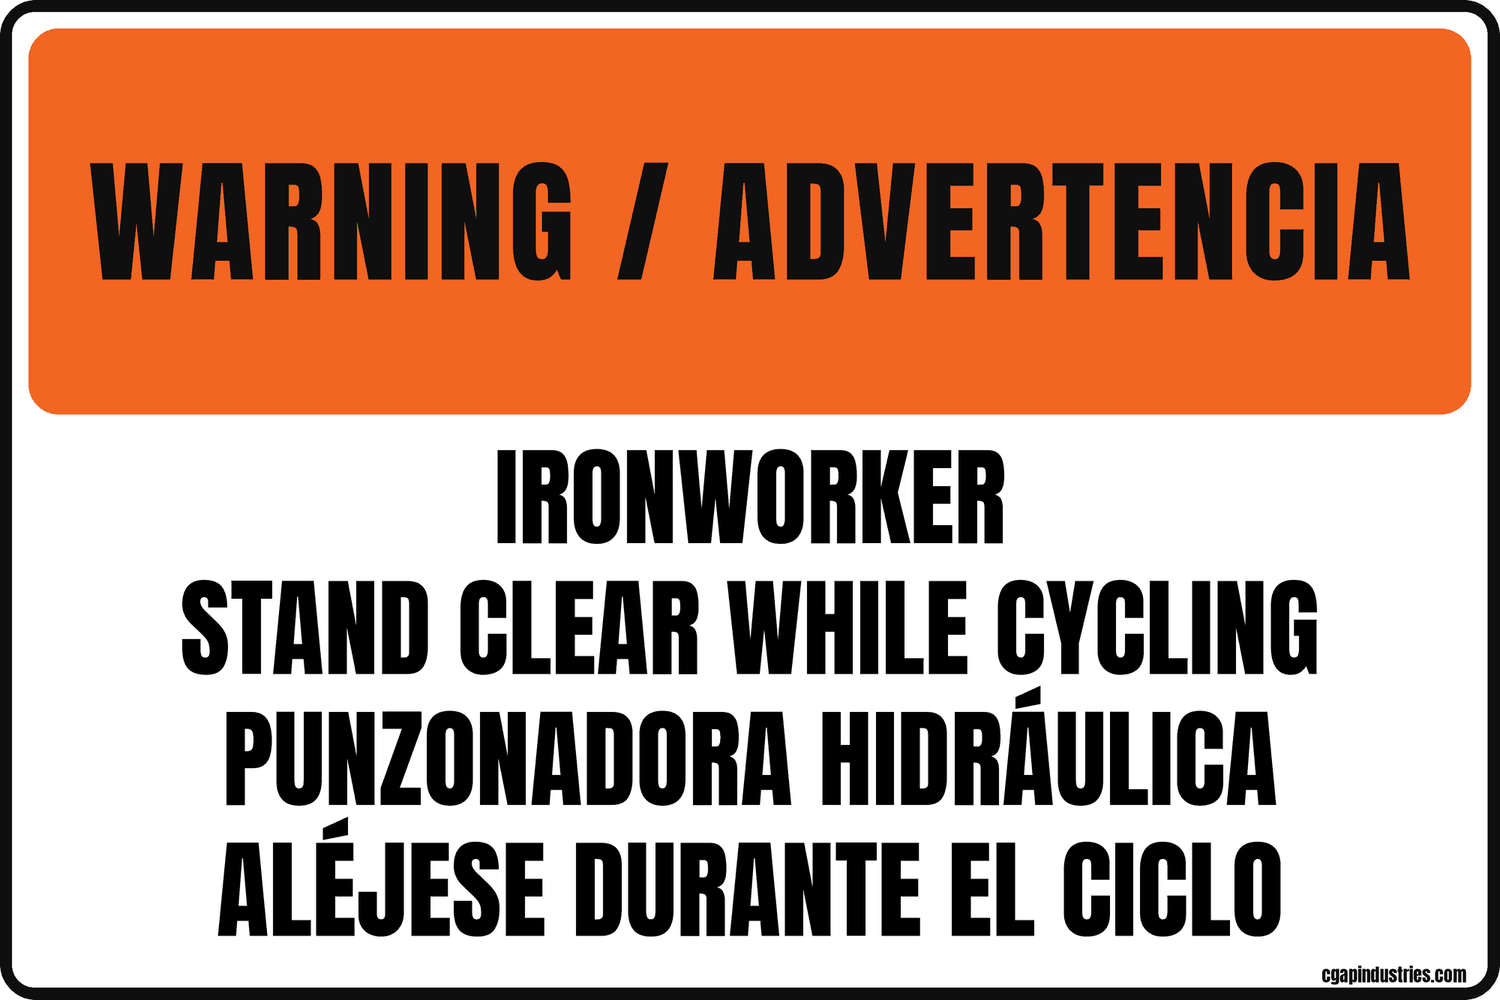 WARNING / ADVERTENCIA
IRONWORKER
STAND CLEAR WHILE CYCLING
PUNZONADORA HIDRÁULICA
ALÉJESE DURANTE EL CICLO
cgapindustries.com